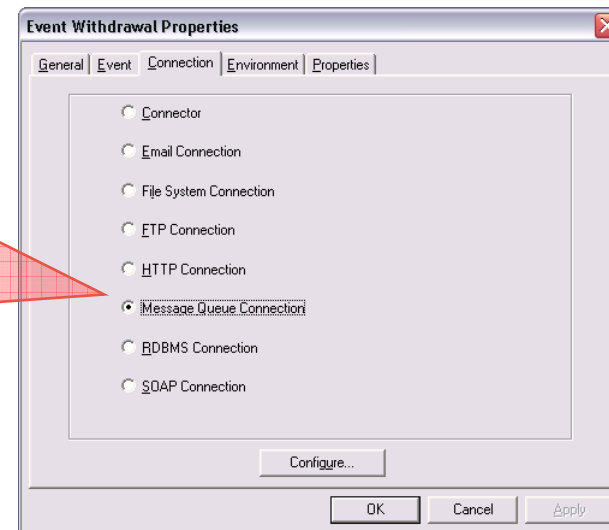 Event Withdrawal Properties
General Event Connection Environment Properties
Connector
Email Connection
File System Connection
FTP Connection
HTTP Connection
Message Queue Connection
RDBMS Connection
SOAP Connection
Configure...
OK Cancel Apply